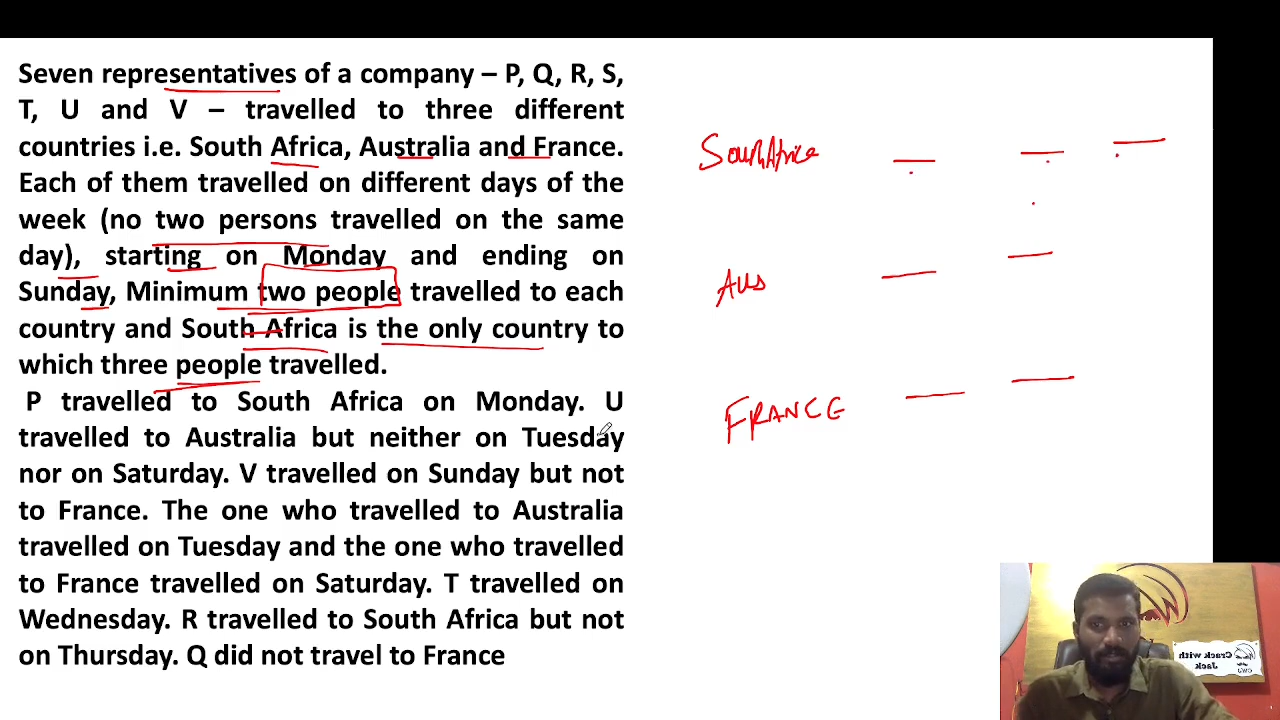 Seven representatives of a company – P, Q, R, S,
T, U and V – travelled to three different
countries i.e. South Africa, Australia and France.
Each of them travelled on different days of the
week (no two persons travelled on the same
day), starting on Monday and ending on
Sunday, Minimum two people travelled to each
country and South Africa is the only country to
which three people travelled.
P travelled to South Africa on Monday. U
travelled to Australia but neither on Tuesday
nor on Saturday. V travelled on Sunday but not
to France. The one who travelled to Australia
travelled on Tuesday and the one who travelled
to France travelled on Saturday. T travelled on
Wednesday. R travelled to South Africa but not
on Thursday. Q did not travel to France
South Africa
AUS
FRANCE
Crack with
Jack